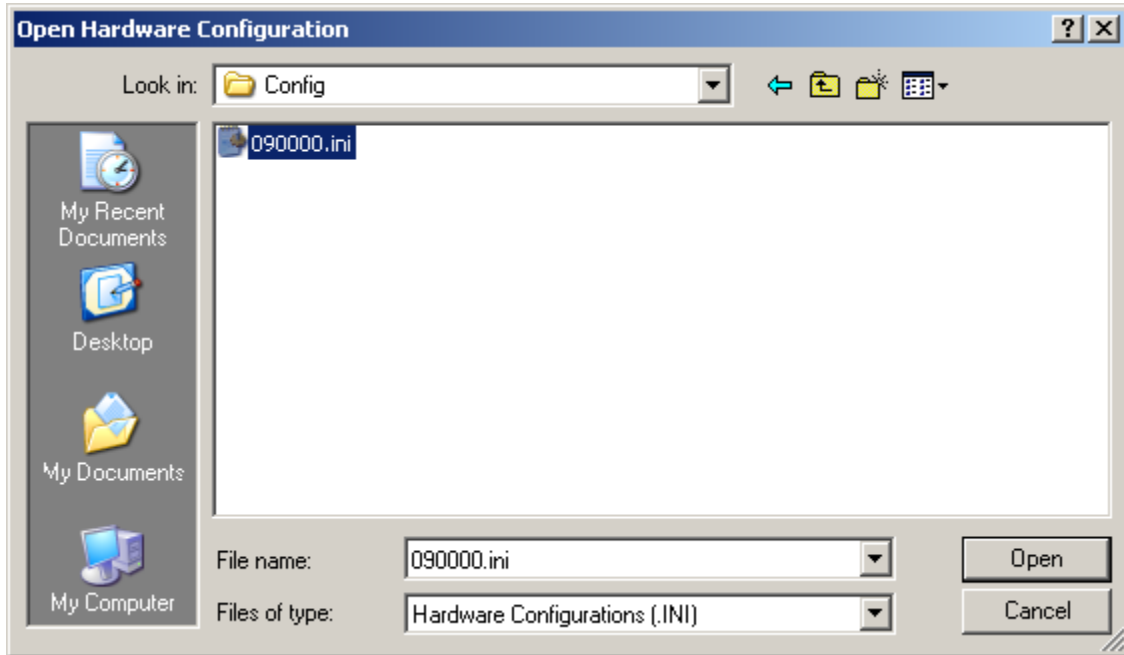 Open Hardware Configuration
Look in: Config
090000.ini
My Recent
Documents
Desktop
My Documents
My Computer
File name: 090000.ini Open
Files of type: Hardware Configurations (.INI) Cancel